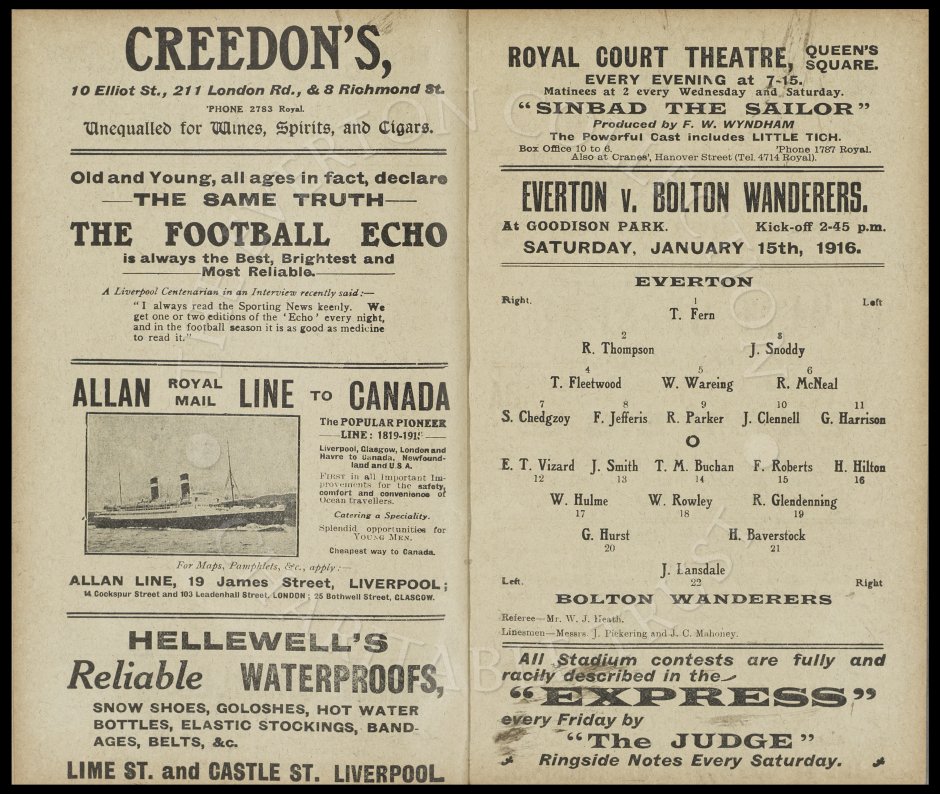 CREEDON'S,
10 Elliot St., 211 London Rd., & 8 Richmond St.
'PHONE 2783 Royal.
Unequalled for Wines, Spirits, and Cigars.
Old and Young, all ages in fact, declare
THE SAME TRUTH
THE FOOTBALL ECHO
is always the Best, Brightest and
Most Reliable.
A Liverpool Centenarian in an Interview recently said:—
"I always read the Sporting News keenly. We
get one or two editions of the 'Echo' every night,
and in the football season it is as good as medicine
to read it."
ALLAN ROYAL MAIL LINE TO CANADA
The POPULAR PIONEER
LINE: 1819-191
Liverpool, Glasgow, London and
Havre to Canada, Newfound-
land and U S A.
FIRST in all Important Im-
provements for the safety,
comfort and convenience of
Ocean travellers.
Catering a Speciality.
Splendid opportunities for
YOUNG MEN.
Cheapest way to Canada.
For Maps, Pamphlets, &c., apply:—
ALLAN LINE, 19 James Street, LIVERPOOL;
14 Cockspur Street and 103 Leadenhall Street, LONDON; 25 Bothwell Street, GLASGOW.
HELLEWELL'S
Reliable WATERPROOFS,
SNOW SHOES, GOLOSHES, HOT WATER
BOTTLES, ELASTIC STOCKINGS, BAND-
AGES, BELTS, &c.
LIME ST. and CASTLE ST. LIVERPOOL
ROYAL COURT THEATRE, QUEEN'S SQUARE.
EVERY EVENING at 7-15.
Matinees at 2 every Wednesday and Saturday.
"SINBAD THE SAILOR"
Produced by F. W. WYNDHAM
The Powerful Cast includes LITTLE TICH.
Box Office 10 to 6. 'Phone 1787 Royal.
Also at Cranes', Hanover Street (Tel. 4714 Royal).
EVERTON v. BOLTON WANDERERS.
At GOODISON PARK. Kick-off 2-45 p.m.
SATURDAY, JANUARY 15th, 1916.
EVERTON
Right. 1 Left
T. Fern
2 3
R. Thompson J. Snoddy
4 5 6
T. Fleetwood W. Wareing R. McNeal
7 8 9 10 11
S. Chedgzoy F. Jefferis R. Parker J. Clennell G. Harrison
O
E. T. Vizard J. Smith T. M. Buchan F. Roberts H. Hilton
12 13 14 15 16
W. Hulme W. Rowley R. Glendenning
17 18 19
G. Hurst H. Baverstock
20 21
J. Lansdale
Left. 22 Right
BOLTON WANDERERS
Referee—Mr. W. J. Heath.
Linesmen—Messrs. J. Pickering and J. C. Mahoney.
All Stadium contests are fully and
racily described in the
"EXPRESS"
every Friday by
"The JUDGE"
Ringside Notes Every Saturday.